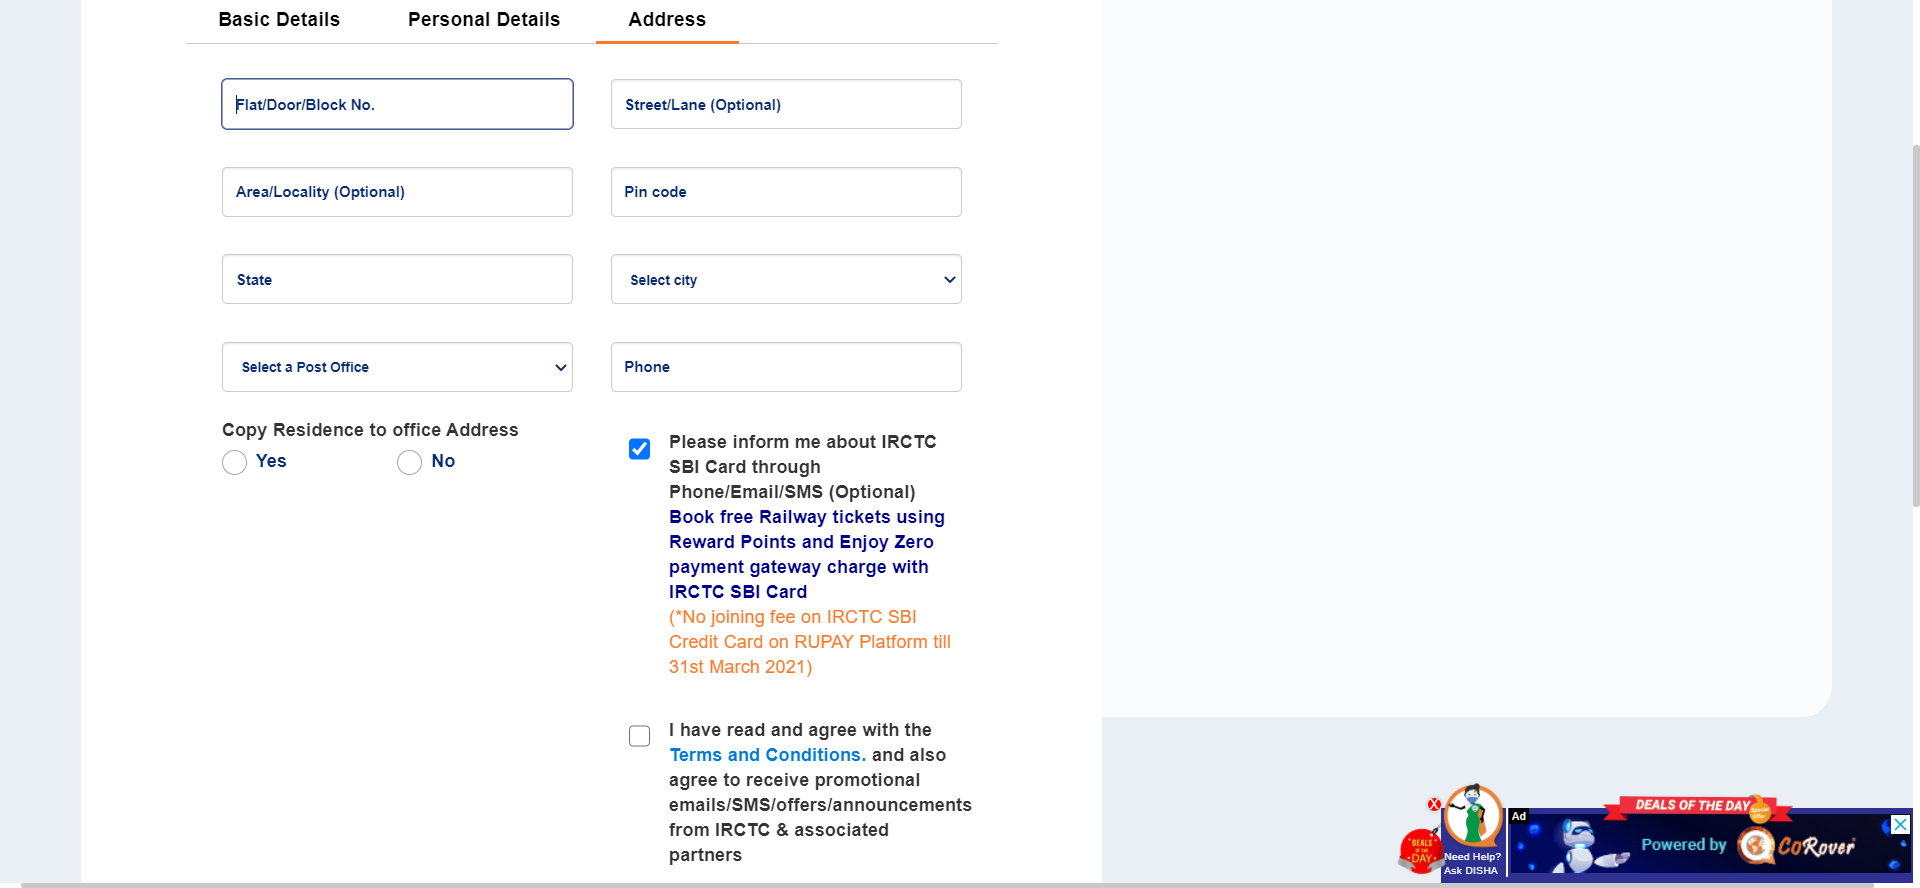 Basic Details
Personal Details
Address
Flat/Door/Block No.
Street/Lane (Optional)
Area/Locality (Optional)
Pin code
State
Select city
Select a Post Office
Phone
Copy Residence to office Address
Yes
No
Please inform me about IRCTC
SBI Card through
Phone/Email/SMS (Optional)
Book free Railway tickets using
Reward Points and Enjoy Zero
payment gateway charge with
IRCTC SBI Card
(*No joining fee on IRCTC SBI
Credit Card on RUPAY Platform till
31st March 2021)
I have read and agree with the
Terms and Conditions. and also
agree to receive promotional
emails/SMS/offers/announcements
from IRCTC & associated
partners
X
DEALS
OF THE
DAY
Need Help?
Ask DISHA
Ad
DEALS OF THE DAY
Powered by
CoRover